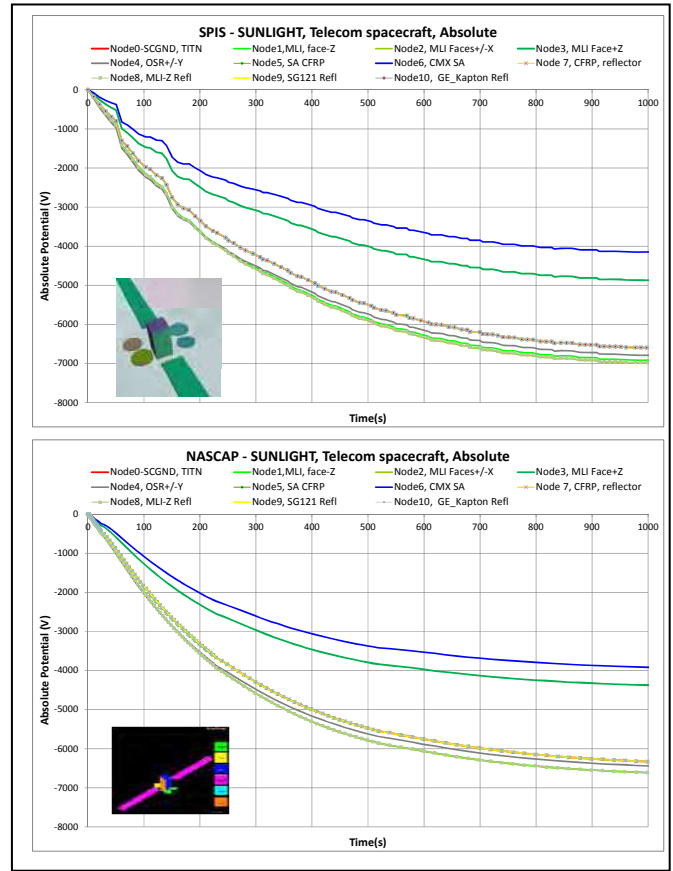 SPIS - SUNLIGHT, Telecom spacecraft, Absolute
Node0-SCGND, TITN Node1,MLI, face-Z Node2, MLI Faces+/-X Node3, MLI Face+Z
Node4, OSR+/-Y Node5, SA CFRP Node6, CMX SA Node 7, CFRP, reflector
Node8, MLI-Z Refl Node9, SG121 Refl Node10, GE_Kapton Refl
0 100 200 300 400 500 600 700 800 900 1000
0
-1000
-2000
-3000
-4000
-5000
-6000
-7000
-8000
Absolute Potential (V)
Time(s)
NASCAP - SUNLIGHT, Telecom spacecraft, Absolute
Node0-SCGND, TITN Node1,MLI, face-Z Node2, MLI Faces+/-X Node3, MLI Face+Z
Node4, OSR+/-Y Node5, SA CFRP Node6, CMX SA Node 7, CFRP, reflector
Node8, MLI-Z Refl Node9, SG121 Refl Node10, GE_Kapton Refl
0 100 200 300 400 500 600 700 800 900 1000
0
-1000
-2000
-3000
-4000
-5000
-6000
-7000
-8000
Absolute Potential (V)
Time(s)